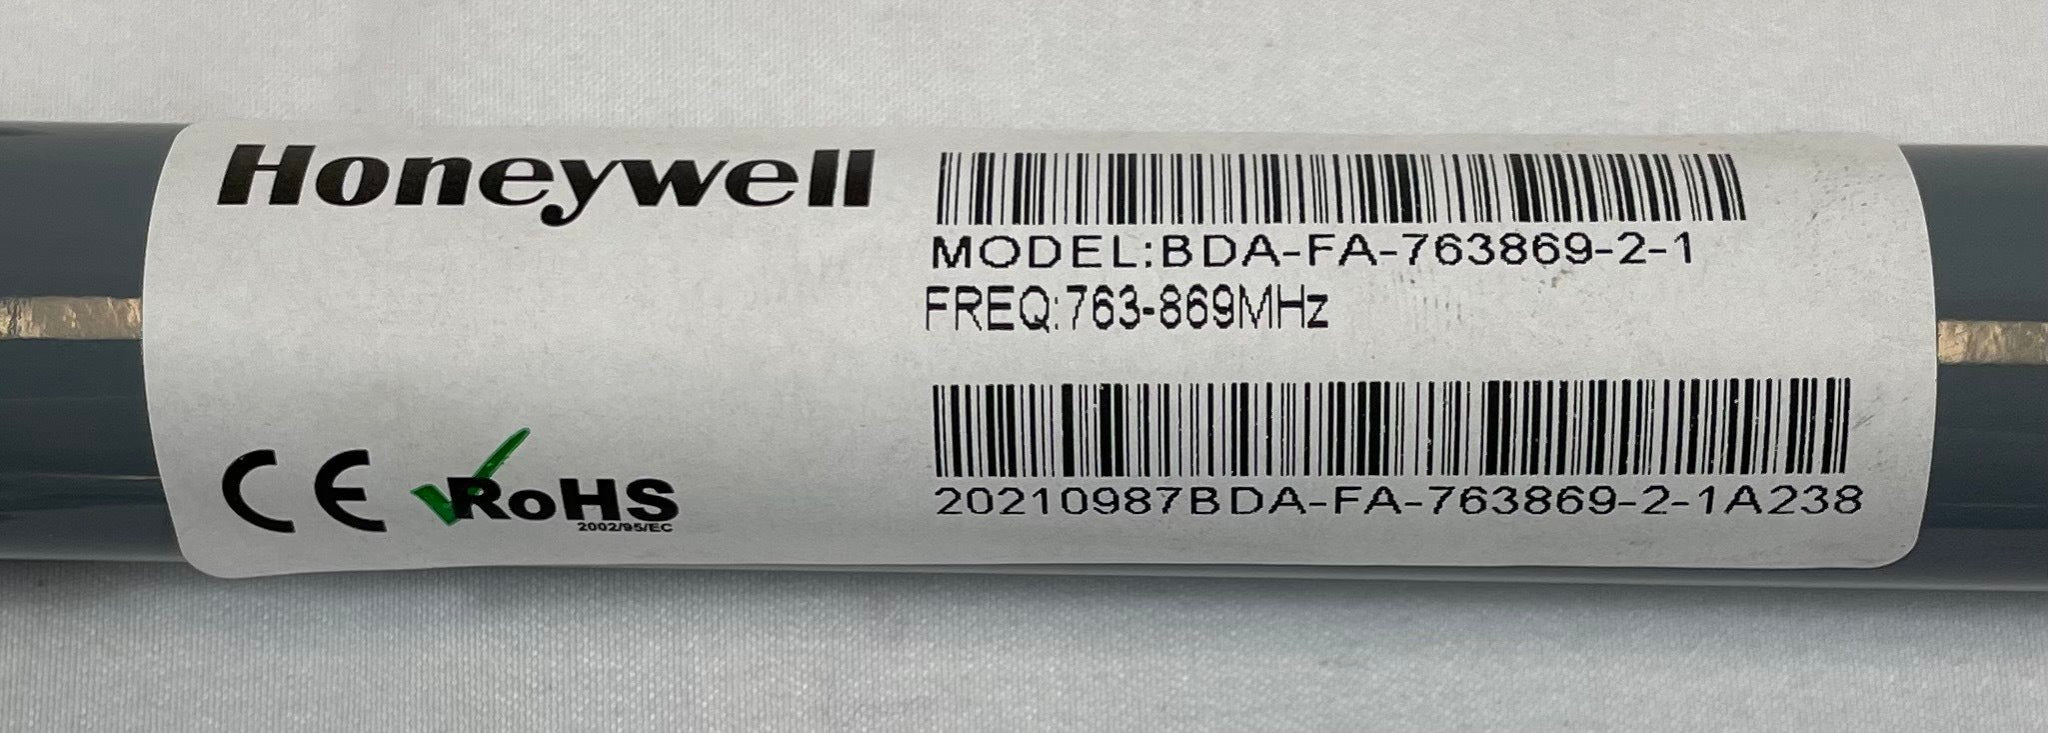 Honeywell
MODEL:BDA-FA-763869-2-1
FREQ:763-869MHz
CE
RoHS
2002/95/EC
20210987BDA-FA-763869-2-1A238